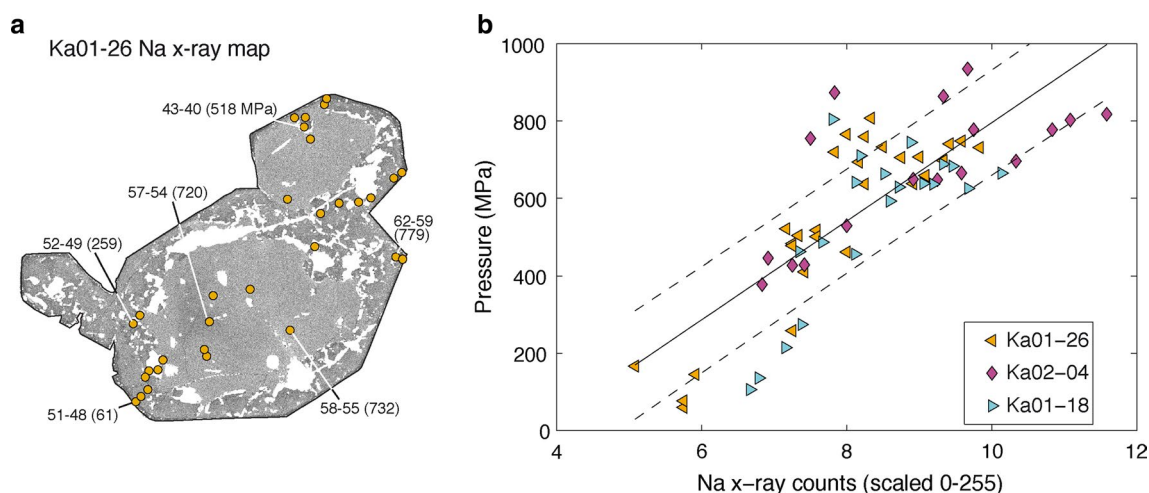 a
Ka01-26 Na x-ray map
43-40 (518 MPa)
57-54 (720)
52-49 (259)
62-59
(779)
51-48 (61)
58-55 (732)
b
1000
800
600
400
200
0
Pressure (MPa)
4
6
8
10
12
Na x–ray counts (scaled 0-255)
Ka01–26
Ka02–04
Ka01–18